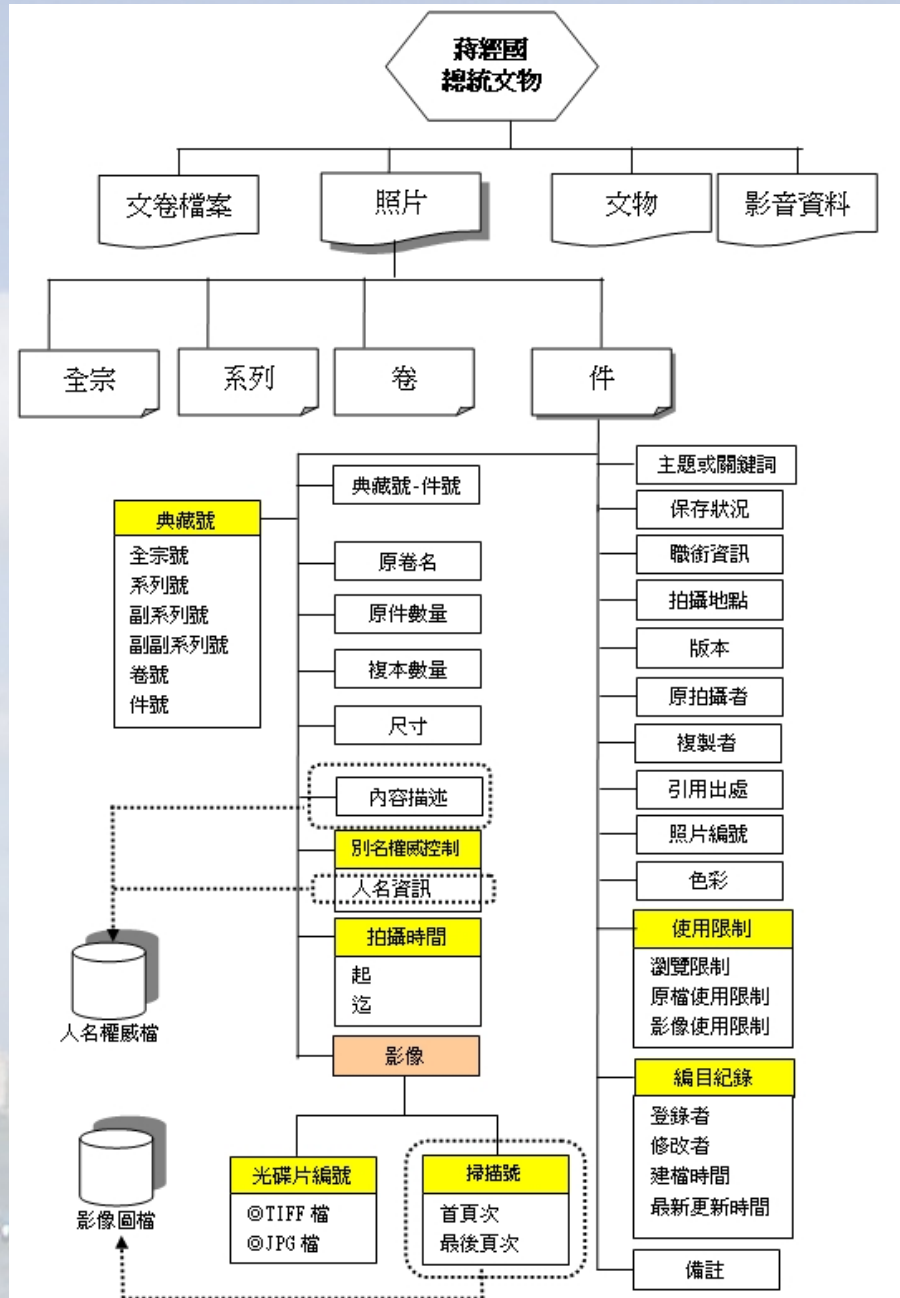 蔣經國
總統文物
文卷檔案
照片
文物
影音資料
全宗
系列
卷
件
典藏號
全宗號
系列號
副系列號
副副系列號
卷號
件號
典藏號-件號
原卷名
原件數量
複本數量
尺寸
內容描述
別名權威控制
人名資訊
拍攝時間
起
迄
影像
光碟片編號
◎TIFF 檔
◎JPG 檔
掃描號
首頁次
最後頁次
人名權威檔
影像圖檔
主題或關鍵詞
保存狀況
職銜資訊
拍攝地點
版本
原拍攝者
複製者
引用出處
照片編號
色彩
使用限制
瀏覽限制
原檔使用限制
影像使用限制
編目紀錄
登錄者
修改者
建檔時間
最新更新時間
備註